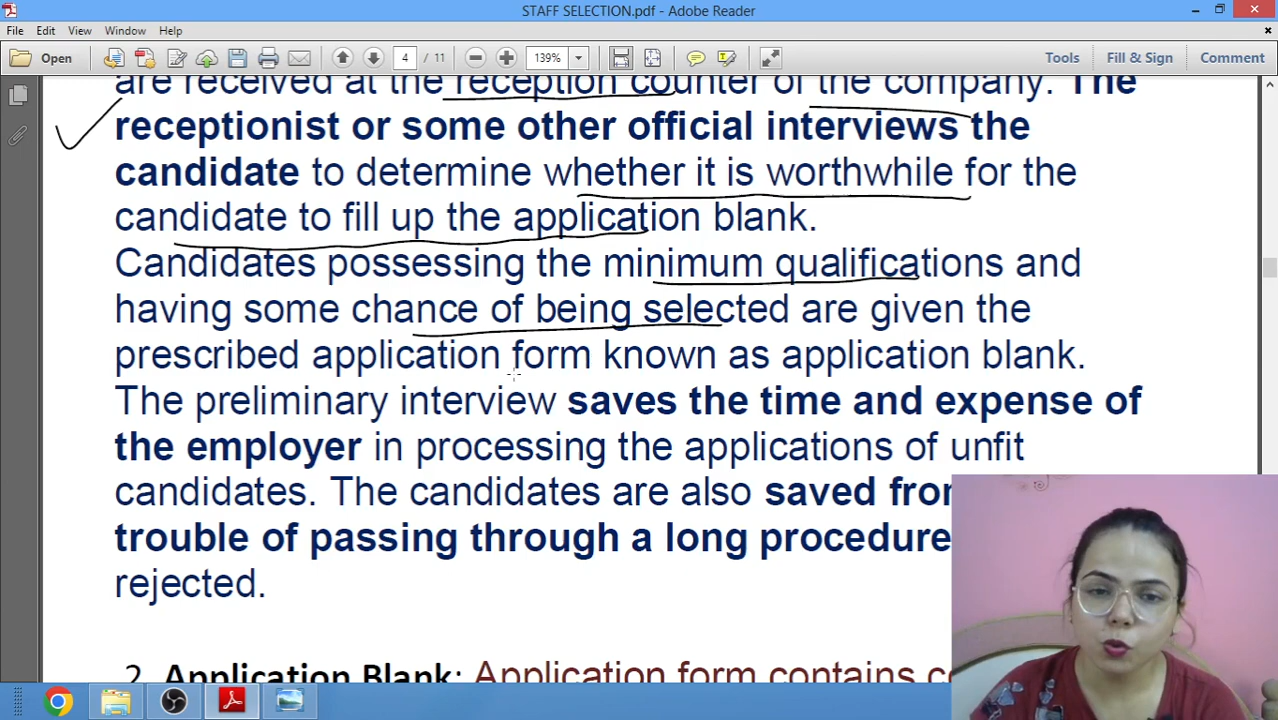 STAFF SELECTION.pdf - Adobe Reader
File Edit View Window Help
Open 4 / 11 139% Tools Fill & Sign Comment
are received at the reception counter of the company. The
receptionist or some other official interviews the
candidate to determine whether it is worthwhile for the
candidate to fill up the application blank.
Candidates possessing the minimum qualifications and
having some chance of being selected are given the
prescribed application form known as application blank.
The preliminary interview saves the time and expense of
the employer in processing the applications of unfit
candidates. The candidates are also saved from
trouble of passing through a long procedure
rejected.
2. Application Blank: Application form contains